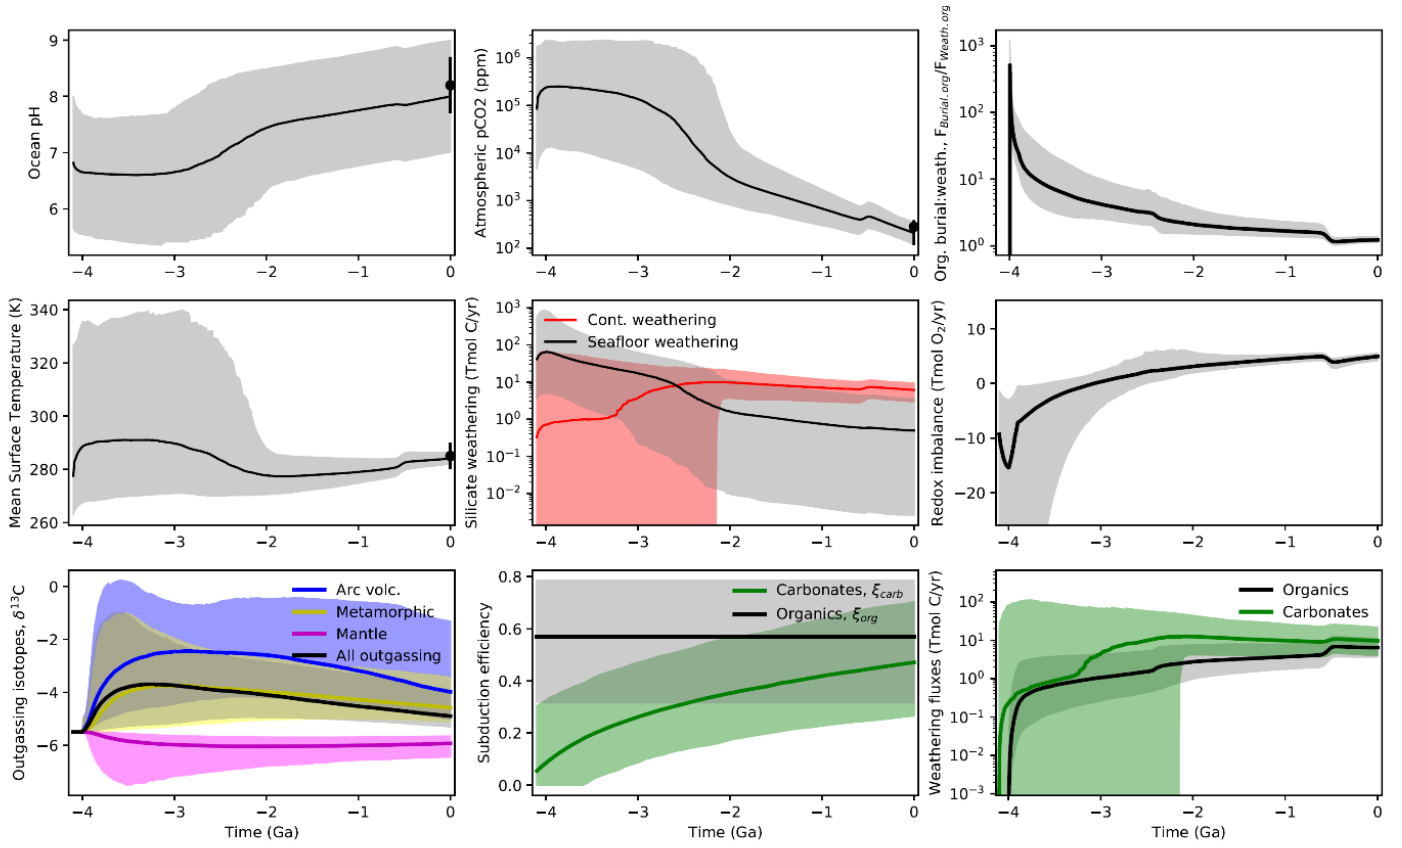 Ocean pH
9
8
7
6
−4 −3 −2 −1 0
Atmospheric pCO2 (ppm)
10⁶
10⁵
10⁴
10³
10²
−4 −3 −2 −1 0
Org. burial:weath., F_Burial.org/F_Weath.org
10³
10²
10¹
10⁰
−4 −3 −2 −1 0
Mean Surface Temperature (K)
340
320
300
280
260
−4 −3 −2 −1 0
Silicate weathering (Tmol C/yr)
10³
10²
10¹
10⁰
10⁻¹
10⁻²
Cont. weathering
Seafloor weathering
−4 −3 −2 −1 0
Redox imbalance (Tmol O₂/yr)
10
0
−10
−20
−4 −3 −2 −1 0
Outgassing isotopes, δ¹³C
0
−2
−4
−6
Arc volc.
Metamorphic
Mantle
All outgassing
−4 −3 −2 −1 0
Time (Ga)
Subduction efficiency
0.8
0.6
0.4
0.2
0.0
Carbonates, ξ_carb
Organics, ξ_org
−4 −3 −2 −1 0
Time (Ga)
Weathering fluxes (Tmol C/yr)
10²
10¹
10⁰
10⁻¹
10⁻²
10⁻³
Organics
Carbonates
−4 −3 −2 −1 0
Time (Ga)